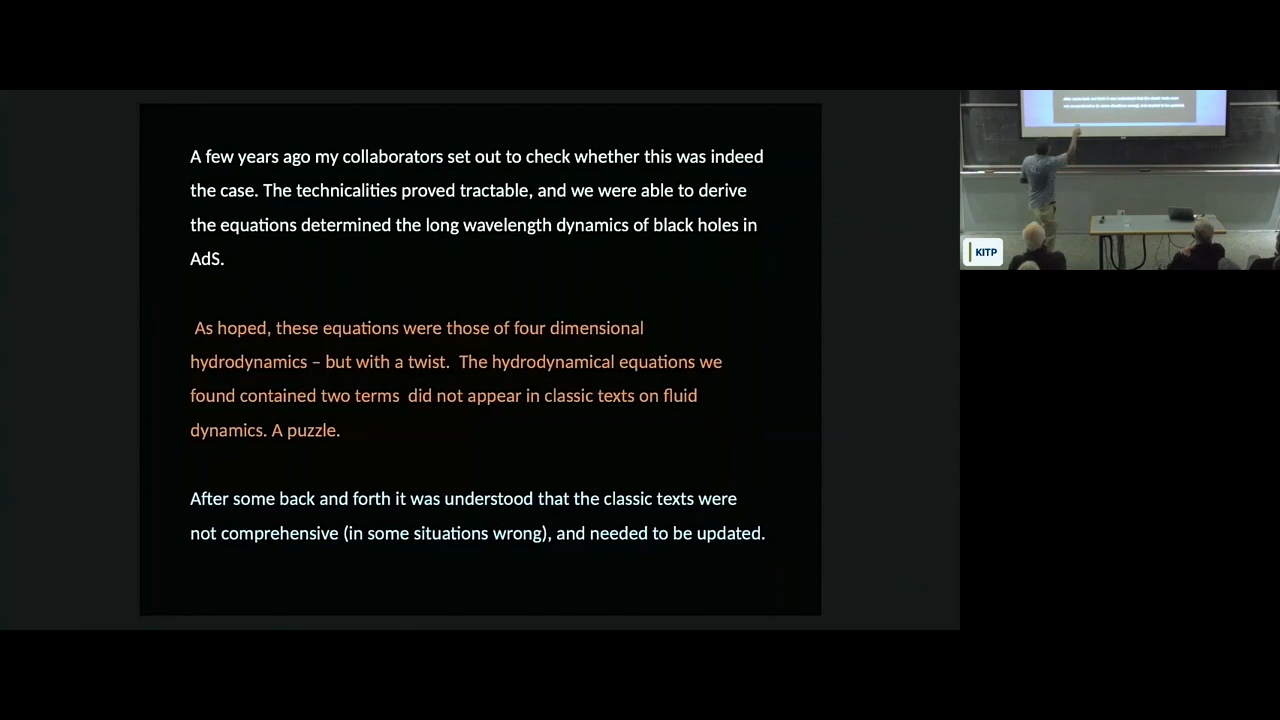 A few years ago my collaborators set out to check whether this was indeed
the case. The technicalities proved tractable, and we were able to derive
the equations determined the long wavelength dynamics of black holes in
AdS.
As hoped, these equations were those of four dimensional
hydrodynamics – but with a twist. The hydrodynamical equations we
found contained two terms did not appear in classic texts on fluid
dynamics. A puzzle.
After some back and forth it was understood that the classic texts were
not comprehensive (in some situations wrong), and needed to be updated.
KITP